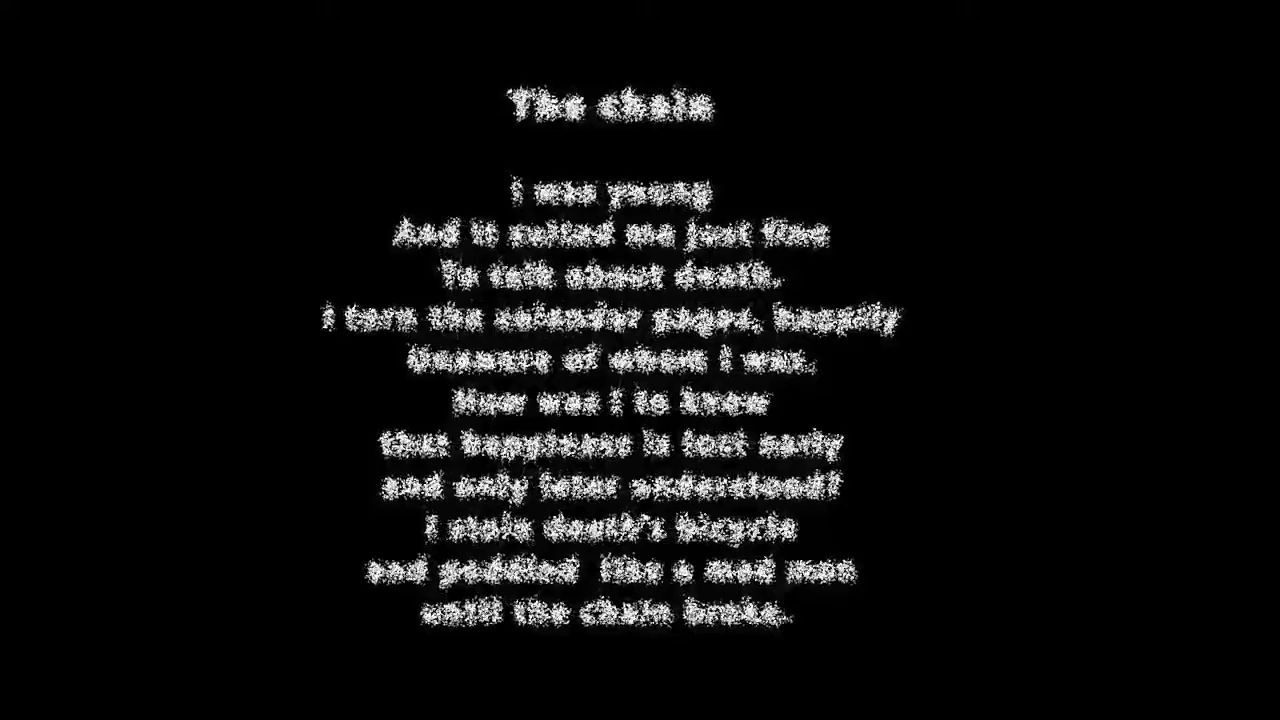 The chain
I was young
And it suited me just fine
To talk about death.
I turn the calendar pages, happily
Unaware of where I was.
How was I to know
that happiness is lost early
and only later understood?
I stole death's bicycle
and peddled like a mad man
until the chain broke.